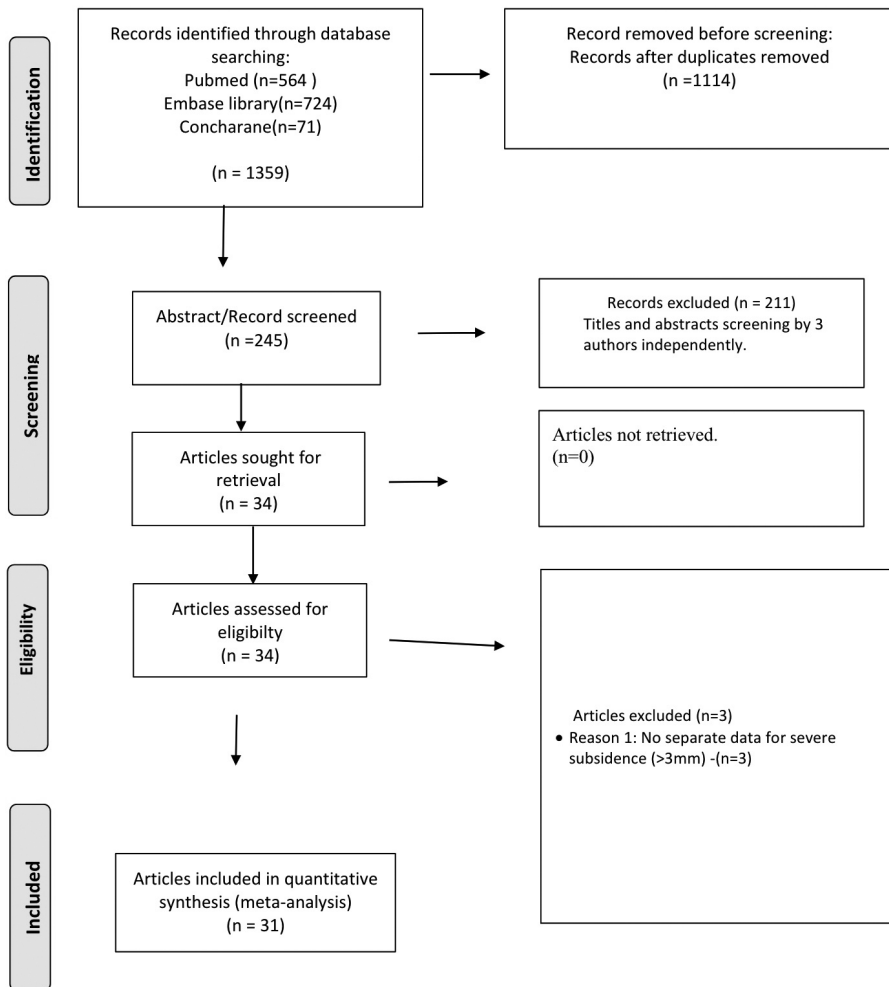 Identification
Records identified through database
searching:
Pubmed (n=564 )
Embase library(n=724)
Concharane(n=71)
(n = 1359)
Record removed before screening:
Records after duplicates removed
(n =1114)
Screening
Abstract/Record screened
(n =245)
Records excluded (n = 211)
Titles and abstracts screening by 3
authors independently.
Articles sought for
retrieval
(n = 34)
Articles not retrieved.
(n=0)
Eligibility
Articles assessed for
eligibilty
(n = 34)
Articles excluded (n=3)
• Reason 1: No separate data for severe
subsidence (>3mm) -(n=3)
Included
Articles included in quantitative
synthesis (meta-analysis)
(n = 31)